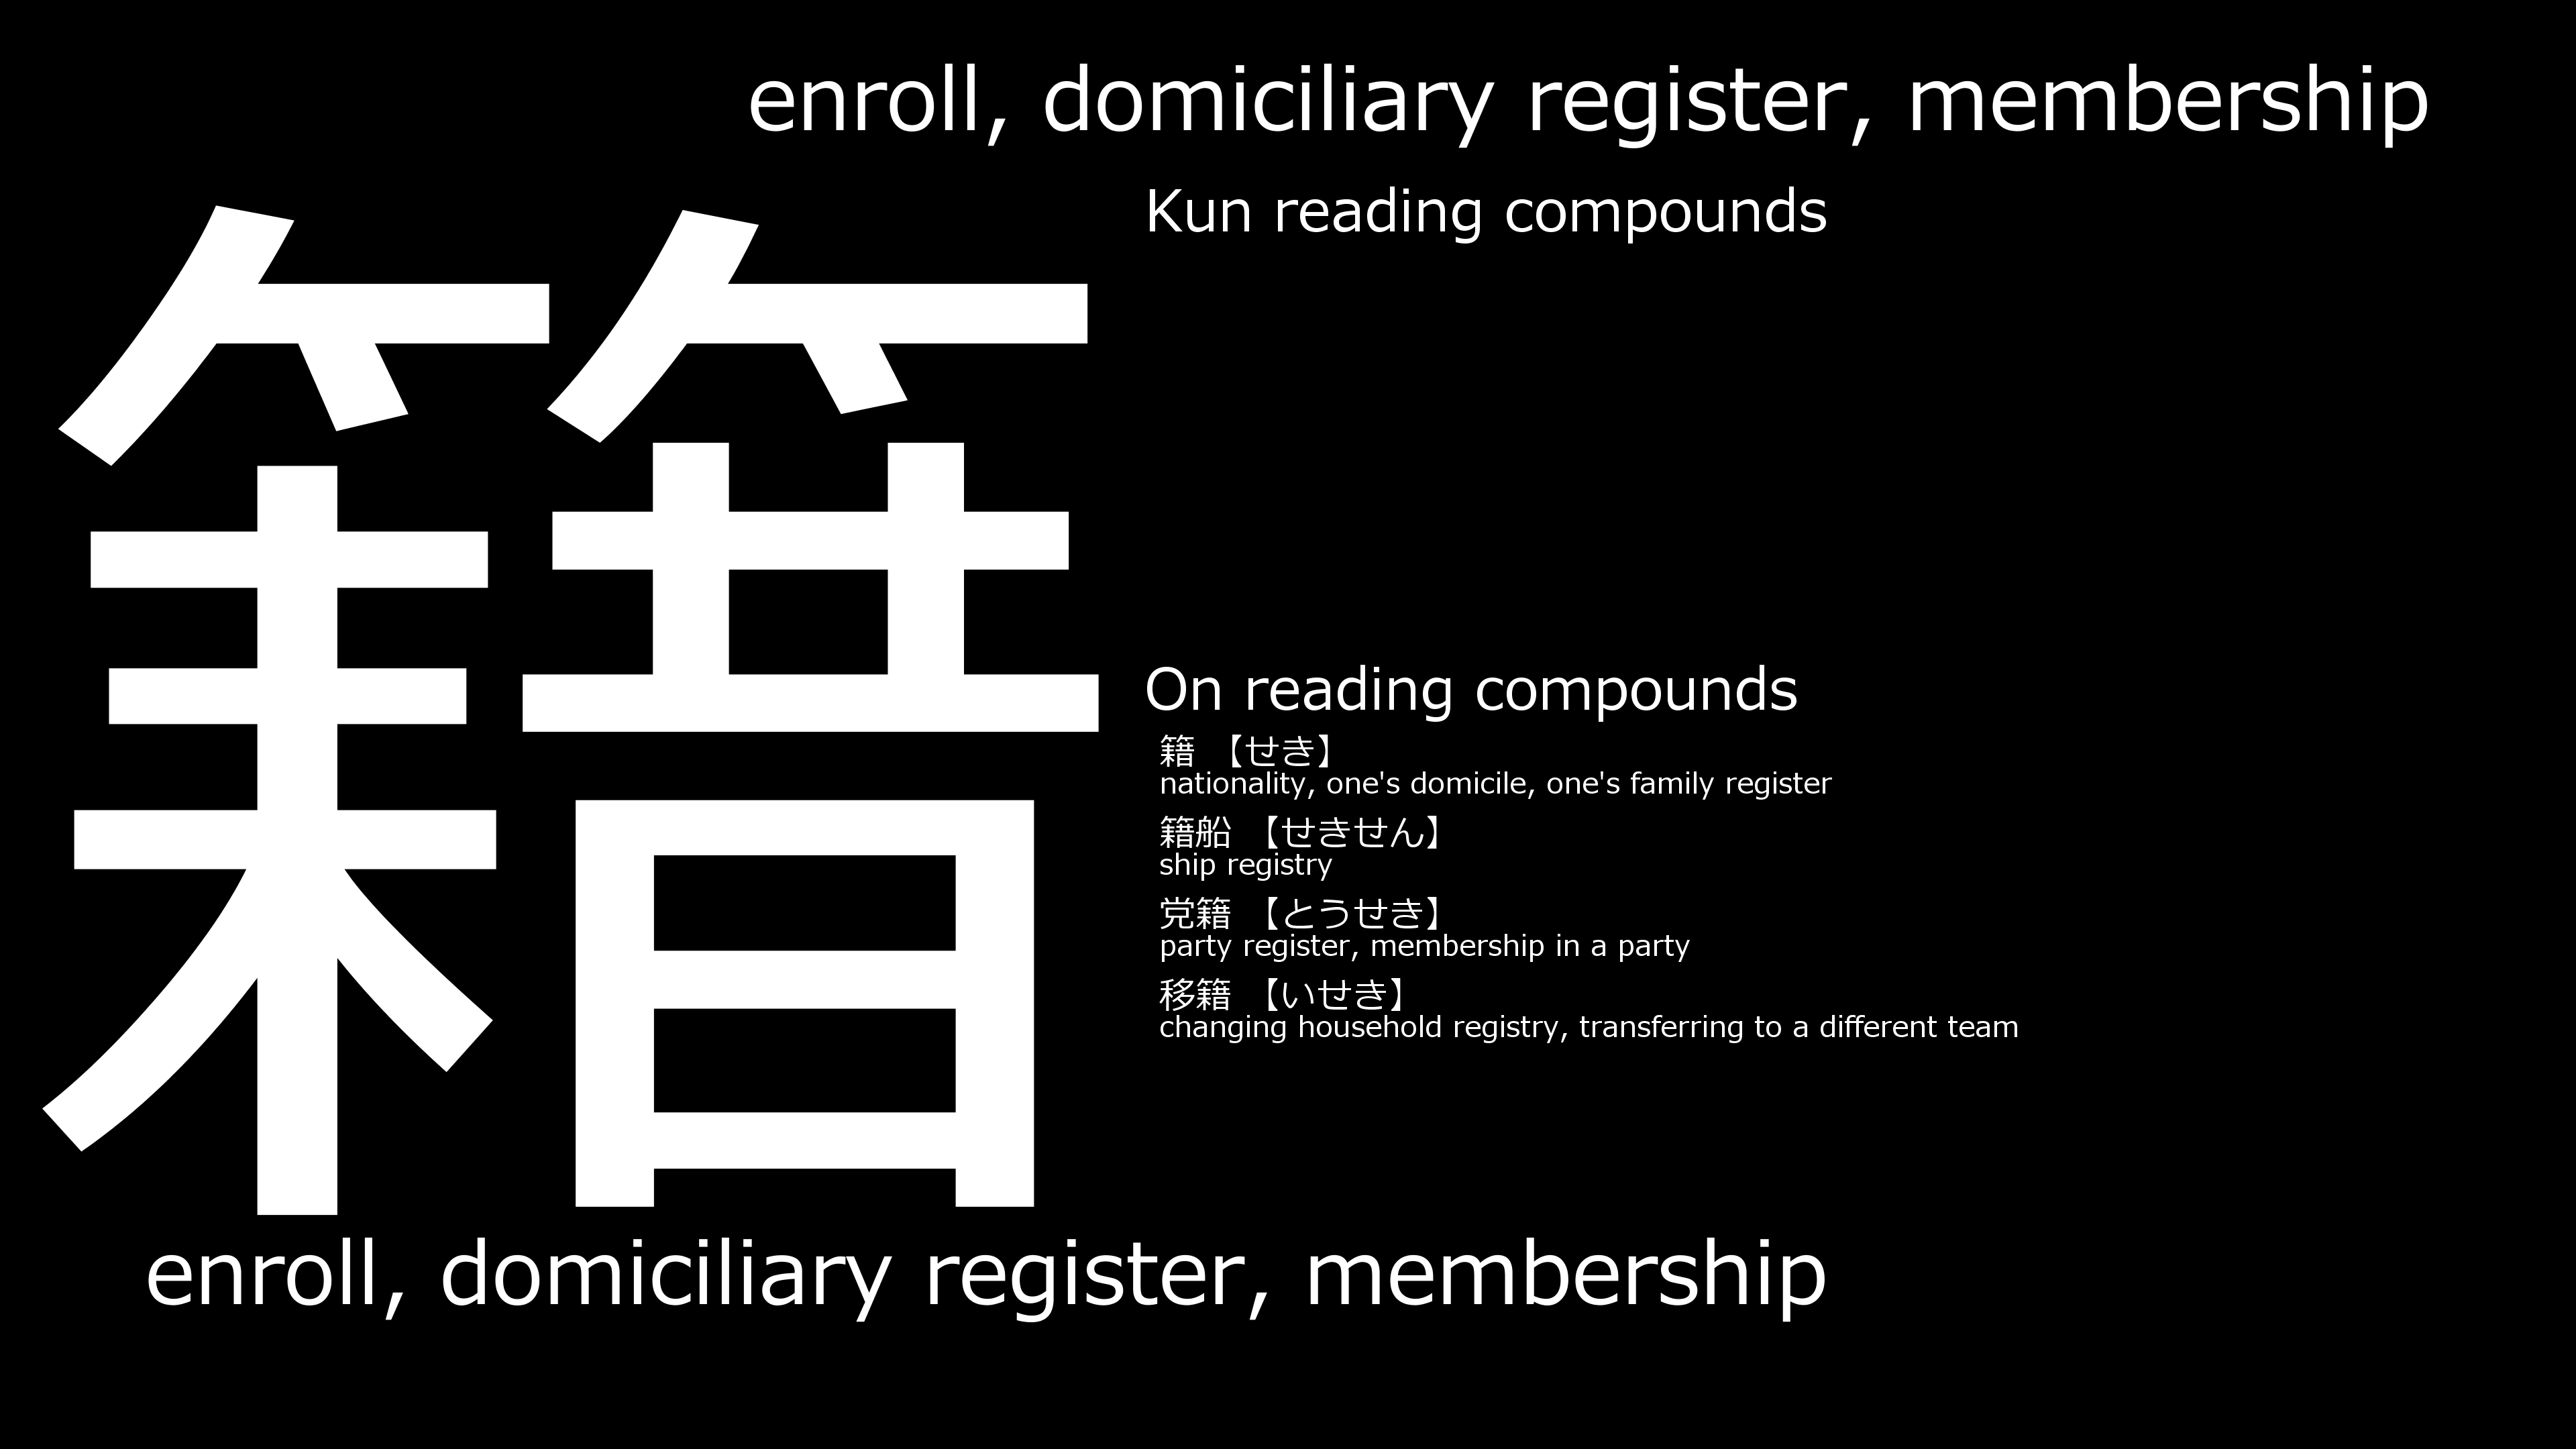 enroll, domiciliary register, membership
籍
Kun reading compounds
On reading compounds
籍 【せき】
nationality, one's domicile, one's family register
籍船 【せきせん】
ship registry
党籍 【とうせき】
party register, membership in a party
移籍 【いせき】
changing household registry, transferring to a different team
enroll, domiciliary register, membership